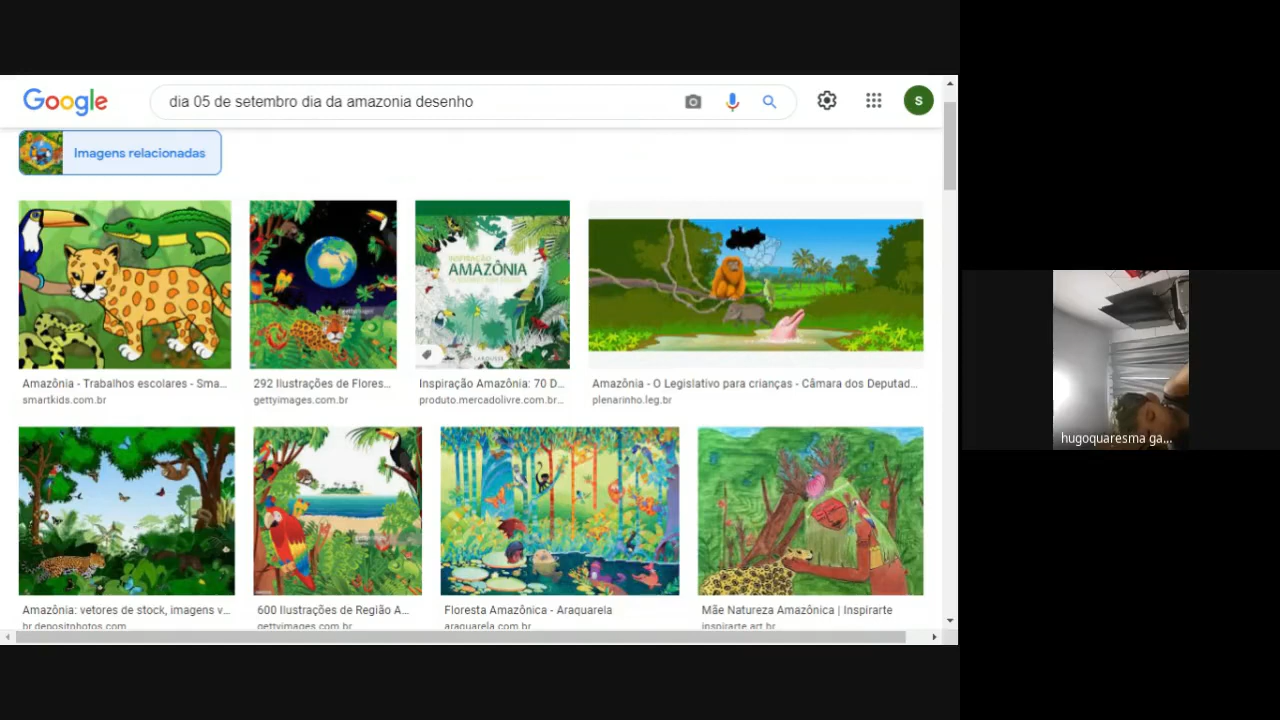 Google
dia 05 de setembro dia da amazonia desenho
S
Imagens relacionadas
INSPIRAÇÃO
AMAZÔNIA
LAROUSSE
Amazônia - Trabalhos escolares - Sma...
smartkids.com.br
292 Ilustrações de Flores...
gettyimages.com.br
Inspiração Amazônia: 70 D...
produto.mercadolivre.com.br...
Amazônia - O Legislativo para crianças - Câmara dos Deputad...
plenarinho.leg.br
hugoquaresma ga...
Amazônia: vetores de stock, imagens v...
br.depositphotos.com
600 Ilustrações de Região A...
gettyimages.com.br
Floresta Amazônica - Araquarela
araquarela.com.br
Mãe Natureza Amazônica | Inspirarte
inspirarte.art.br